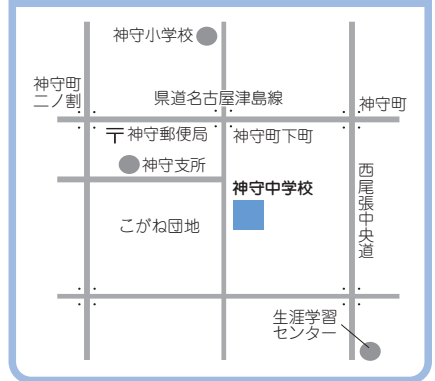 神守小学校
神守町
二ノ割
県道名古屋津島線
神守町
〒神守郵便局
神守町下町
神守支所
神守中学校
西尾張中央道
こがね団地
生涯学習
センター